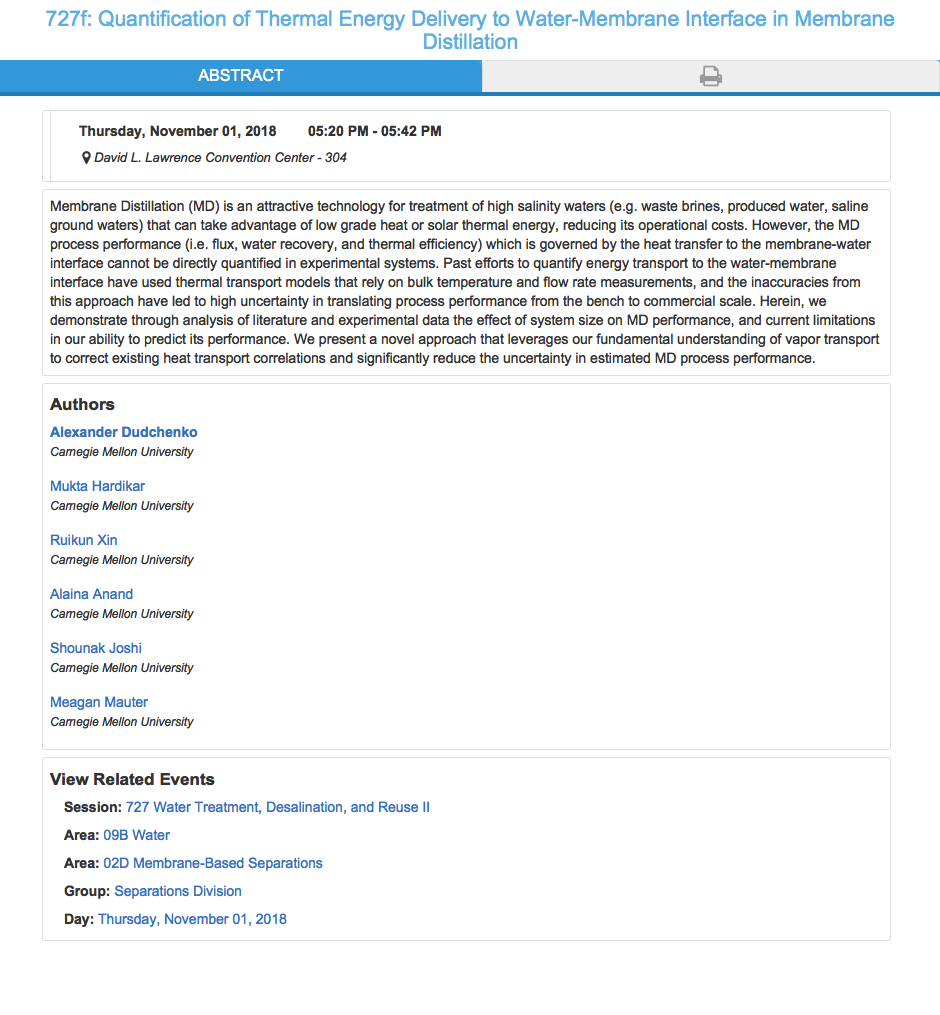 727f: Quantification of Thermal Energy Delivery to Water-Membrane Interface in Membrane
Distillation
ABSTRACT
Thursday, November 01, 2018 05:20 PM - 05:42 PM
David L. Lawrence Convention Center - 304
Membrane Distillation (MD) is an attractive technology for treatment of high salinity waters (e.g. waste brines, produced water, saline
ground waters) that can take advantage of low grade heat or solar thermal energy, reducing its operational costs. However, the MD
process performance (i.e. flux, water recovery, and thermal efficiency) which is governed by the heat transfer to the membrane-water
interface cannot be directly quantified in experimental systems. Past efforts to quantify energy transport to the water-membrane
interface have used thermal transport models that rely on bulk temperature and flow rate measurements, and the inaccuracies from
this approach have led to high uncertainty in translating process performance from the bench to commercial scale. Herein, we
demonstrate through analysis of literature and experimental data the effect of system size on MD performance, and current limitations
in our ability to predict its performance. We present a novel approach that leverages our fundamental understanding of vapor transport
to correct existing heat transport correlations and significantly reduce the uncertainty in estimated MD process performance.
Authors
Alexander Dudchenko
Carnegie Mellon University
Mukta Hardikar
Carnegie Mellon University
Ruikun Xin
Carnegie Mellon University
Alaina Anand
Carnegie Mellon University
Shounak Joshi
Carnegie Mellon University
Meagan Mauter
Carnegie Mellon University
View Related Events
Session: 727 Water Treatment, Desalination, and Reuse II
Area: 09B Water
Area: 02D Membrane-Based Separations
Group: Separations Division
Day: Thursday, November 01, 2018